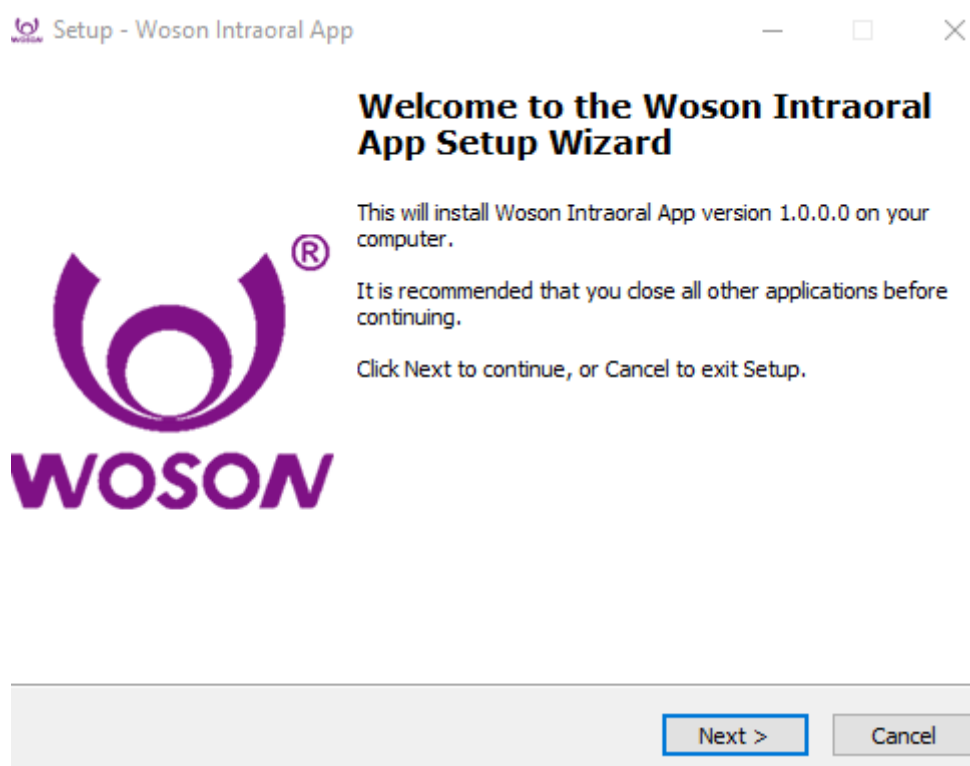 Setup - Woson Intraoral App
Welcome to the Woson Intraoral
App Setup Wizard
This will install Woson Intraoral App version 1.0.0.0 on your
computer.
It is recommended that you close all other applications before
continuing.
Click Next to continue, or Cancel to exit Setup.
®
WOSON
Next >
Cancel